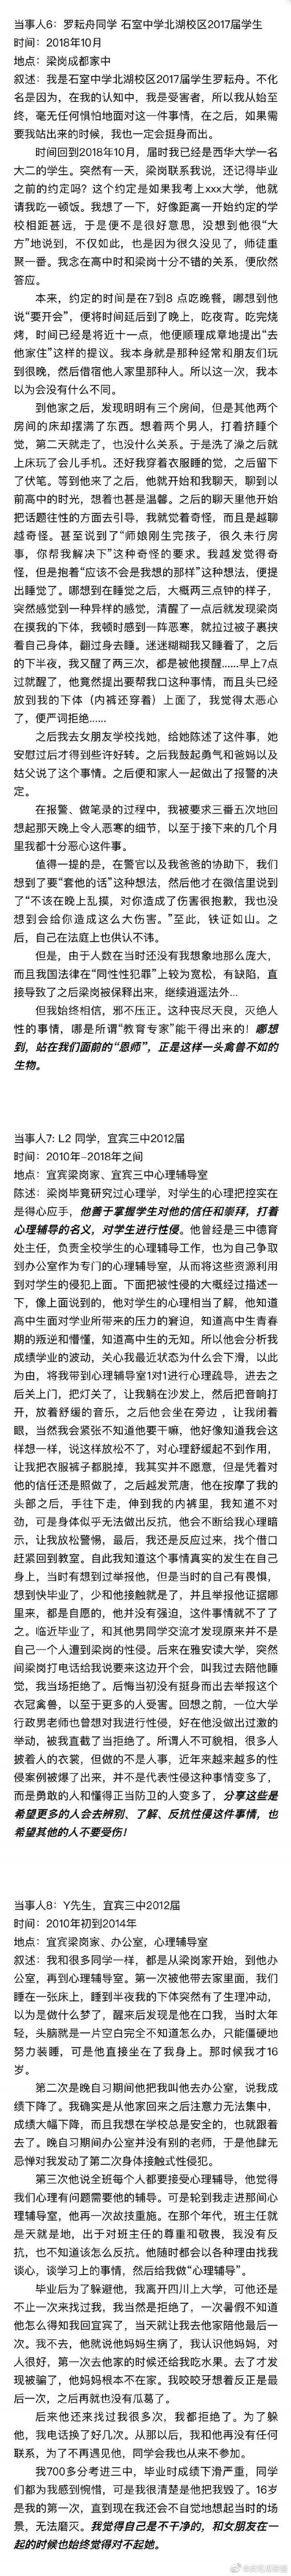 当事人6：罗耘舟同学 石室中学北湖校区2017届学生
时间：2018年10月
地点：梁岗成都家中
叙述：我是石室中学北湖校区2017届学生罗耘舟。不化
名是因为，在我的认知中，我是受害者，所以我从始至
终，毫无任何惧怕地面对这一件事情，在之后，如果需
要我站出来的时候，我也一定会挺身而出。
时间回到2018年10月，届时我已经是西华大学一名
大二的学生。突然有一天，梁岗联系我说，还记得毕业
之前的约定吗？这个约定是如果我考上xxx大学，他就
请我吃一顿饭。我想了一下，好像距离一开始约定的学
校相距甚远，于是便不是很好意思，没想到他很“大
方”地说到，不仅如此，也是因为很久没见了，师徒重
聚一番。我念在高中时和梁岗十分不错的关系，便欣然
答应。
本来，约定的时间是在7到8 点吃晚餐，哪想到他
说“要开会”，便将时间延后到了晚上，吃夜宵。吃完烧
烤，时间已经是将近十一点，他便顺理成章地提出“去
他家住”这样的提议。我本身就是那种经常和朋友们玩
到很晚，然后借宿他人家里那种人。所以这一次，我本
以为会没有什么不同。
到他家之后，发现明明有三个房间，但是其他两个
房间的床却摆满了东西。想着两个男人，打着挤睡个
觉，第二天就走了，也没什么关系。于是洗了澡之后就
上床玩了会儿手机。还好我穿着衣服睡的觉，之后留下
了伏笔。等到他来了之后，他就开始和我聊天，聊到以
前高中的时光，想着也甚是温馨。之后的聊天里他开始
把话题往性的方面去引导，我就觉着奇怪，而且是越聊
越奇怪。甚至说到了“师娘刚生完孩子，很久未行房
事，你帮我解决下”这种奇怪的要求。我越发觉得奇
怪，但是抱着“应该不会是我想的那样”这种想法，便提
出睡觉了。哪想到在睡觉之后，大概两三点钟的样子，
突然感觉到一种异样的感觉，清醒了一点后就发现梁岗
在摸我的下体，我顿时感到一阵恶寒，就拉过被子裹挟
着自己身体，翻过身去睡。迷迷糊糊我又睡着了，之后
的下半夜，我又醒了两三次，都是被他摸醒……早上7点
过就醒了，他竟然提出要帮我口这种事情，而且头已经
放到我的下体（内裤还穿着）上面了，我觉得太恶心
了，便严词拒绝……
之后我去女朋友学校找她，给她陈述了这件事，她
安慰过后才得到些许好转。之后我鼓起勇气和爸妈以及
姑父说了这个事情。之后便和家人一起做出了报警的决
定。
在报警、做笔录的过程中，我被要求三番五次地回
想起那天晚上令人恶寒的细节，以至于接下来的几个月
里我都十分恶心这件事。
值得一提的是，在警官以及我爸爸的协助下，我们
想到了要“套他的话”这种想法，然后他才在微信里说到
了“不该在晚上乱摸，对你造成了伤害很抱歉，我也没
想到会给你造成这么大伤害。”至此，铁证如山。之
后，自己在法庭上也供认不讳。
但是，由于人数在当时还没有我想象地那么庞大，
而且我国法律在“同性性犯罪”上较为宽松，有缺陷，直
接导致了之后梁岗被保释出来，继续逍遥法外…
但我始终相信，邪不压正。这种丧尽天良，灭绝人
性的事情，哪是所谓“教育专家”能干得出来的！哪想
到，站在我们面前的“恩师”，正是这样一头禽兽不如的
生物。
当事人7: L2 同学，宜宾三中2012届
时间：2010年–2018年之间
地点：宜宾梁岗家、宜宾三中心理辅导室
陈述：梁岗毕竟研究过心理学，对学生的心理把控实在
是得心应手，他善于掌握学生对他的信任和崇拜，打着
心理辅导的名义，对学生进行性侵。他曾经是三中德育
处主任，负责全校学生的心理辅导工作，也为自己争取
到办公室作为专门的心理辅导室，从而将这些资源利用
到对学生的侵犯上面。下面把被性侵的大概经过描述一
下，像上面说到的，他对学生的心理相当了解，他知道
高中生面对学业所带来的压力的窘迫，知道高中生青春
期的叛逆和懵懂，知道高中生的无知。所以他会分析我
成绩学业的波动，关心我最近状态为什么会下滑，以此
为由，将我带到心理辅导室1对1进行心理疏导，进去之
后关上门，把灯关了，让我躺在沙发上，然后把音响打
开，放着舒缓的音乐，之后他会坐在旁边 ，让我闭着
眼，当然我会紧张不知道他要干嘛，他好像知道我会这
样想一样，说这样放松不了，对心理舒缓起不到作用，
让我把衣服裤子都脱掉，我其实并不愿意，但是凭着对
他的信任还是照做了，之后越发荒唐，他在按摩了我的
头部之后，手往下走，伸到我的内裤里，我知道不对
劲，可是身体似乎无法做出反抗，他会不断给我心理暗
示，让我放松警惕，最后，我还是反应过来，找个借口
赶紧回到教室。自此我知道这个事情真实的发生在自己
身上，当时有想到过举报他，但是当时的自己有畏惧，
想到快毕业了，少和他接触就是了，并且举报他证据哪
里来，都是自愿的，他并没有强迫，这件事情就不了了
之。临近毕业了，和其他男同学交流才发现原来并不是
自己一个人遭到梁岗的性侵。后来在雅安读大学，突然
间梁岗打电话给我说要来这边开个会，叫我过去陪他睡
觉，我当场拒绝了。后悔当初没有挺身而出去举报这个
衣冠禽兽，以至于更多的人受害。回想之前，一位大学
行政男老师也曾想对我进行性侵，好在他没做出过激的
举动，被我直截了当拒绝了。所谓人不可貌相，很多人
披着人的衣裳，但做的不是人事，近年来越来越多的性
侵案例被爆了出来，并不是代表性侵这种事情变多了，
而是勇敢的人和懂得正当防卫的人变多了，分享这些是
希望更多的人会去辨别、了解、反抗性侵这件事情，也
希望其他的人不要受伤！
当事人8：Y先生，宜宾三中2012届
时间：2010年初到2014年
地点：宜宾梁岗家、办公室，心理辅导室
叙述：我和很多同学一样，都是从梁岗家开始，到他办
公室，再到心理辅导室。第一次被他带去家里面，我们
睡在一张床上，睡到半夜我的下体突然有了生理冲动，
以为是做什么梦了，醒来后发现是他在口我，当时太年
轻，头脑就是一片空白完全不知道怎么办，只能僵硬地
努力装睡，可是他直接坐在了我身上。那时候我才16
岁。
第二次是晚自习期间他把我叫他去办公室，说我成
绩下降了。我确实是从他家回来之后注意力无法集中，
成绩大幅下降，而且我想在学校总是安全的，也就跟着
去了。晚自习期间办公室并没有别的老师，于是他肆无
忌惮对我发动了第二次身体接触式性侵犯。
第三次他说全班每个人都要接受心理辅导，他觉得
我们心理有问题需要他的辅导。可是轮到我走进那间心
理辅导室，他再一次故技重施。在那个年代，班主任就
是天就是地，出于对班主任的尊重和敬畏，我没有反
抗，也不知道该怎么反抗。他随时都会以各种理由找我
谈心，谈学习上的事情，然后给我做“心理辅导”。
毕业后为了躲避他，我离开四川上大学，可他还是
不止一次来找过我，我当然是拒绝了，一次暑假不知道
他怎么得知我回宜宾了，当天就让我去他家陪他最后一
次。我不去，他就说他妈妈生病了，我认识他妈妈，对
人很好，第一次去他家的时候还给我吃水果。去了才发
现被骗了，他妈妈根本不在家。我咬咬牙想着反正是最
后一次，之后再就也没有瓜葛了。
后来他还来找过我很多次，我都拒绝了。为了躲
他，我电话换了好几次。从那以后，我和他再没有任何
联系，为了不再遇见他，同学会我也从来不参加。
我700多分考进三中，毕业时成绩下滑严重，同学
们都为我感到惋惜，可是我很清楚是他把我毁了。16岁
是我的第一次，直到现在我还会不自觉地想起当时的场
景，无法磨灭。我觉得自己是不干净的，和女朋友在一
起的时候也始终觉得对不起她。